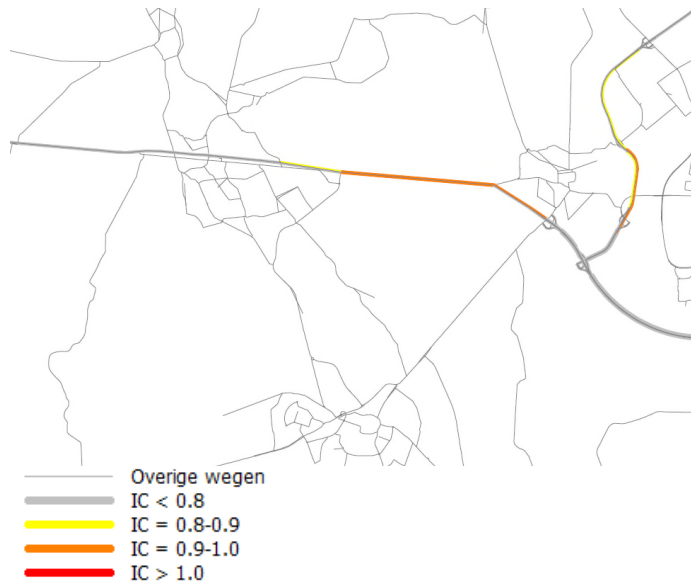 Overige wegen
IC < 0.8
IC = 0.8-0.9
IC = 0.9-1.0
IC > 1.0